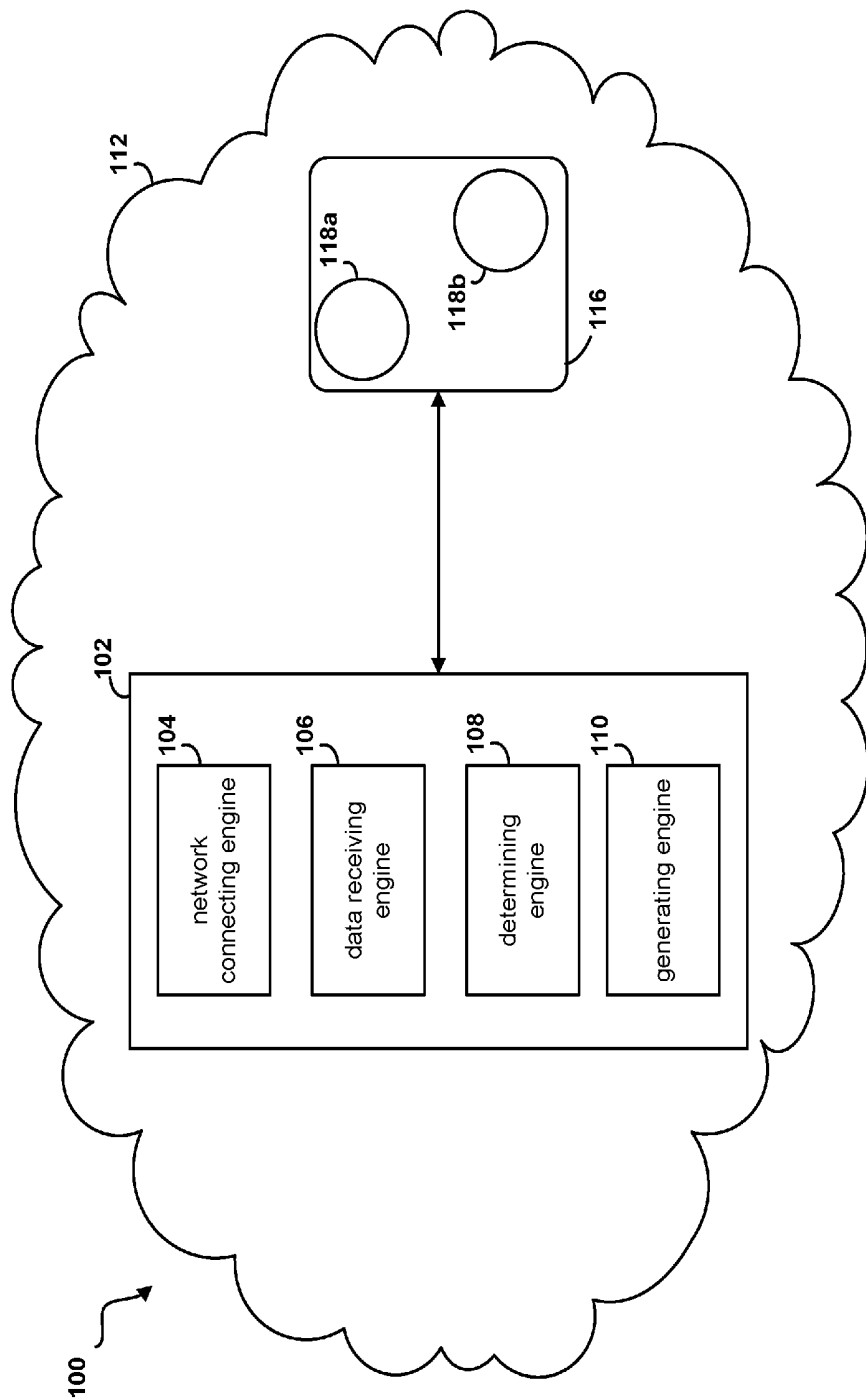 100
112
102
104
network
connecting engine
106
data receiving
engine
108
determining
engine
110
generating engine
118a
118b
116